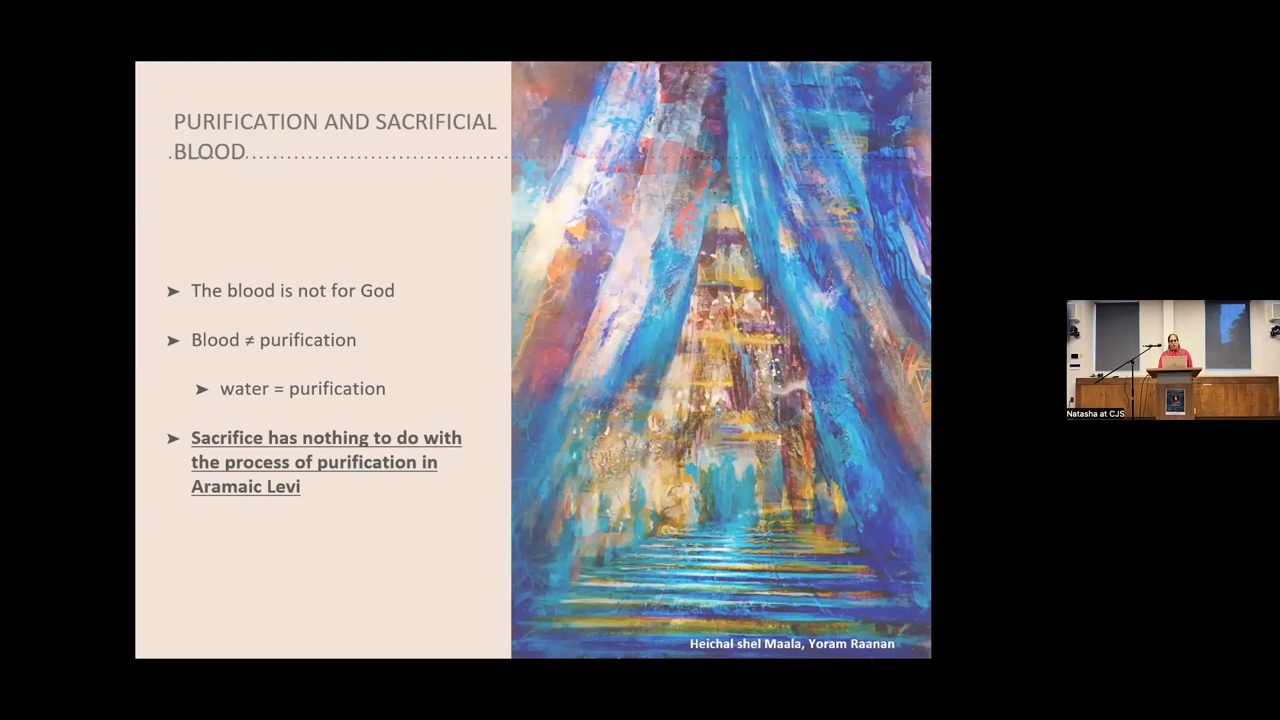 PURIFICATION AND SACRIFICIAL
BLOOD
➤ The blood is not for God
➤ Blood ≠ purification
➤ water = purification
➤ Sacrifice has nothing to do with
the process of purification in
Aramaic Levi
Heichal shel Maala, Yoram Raanan
Natasha at CJS